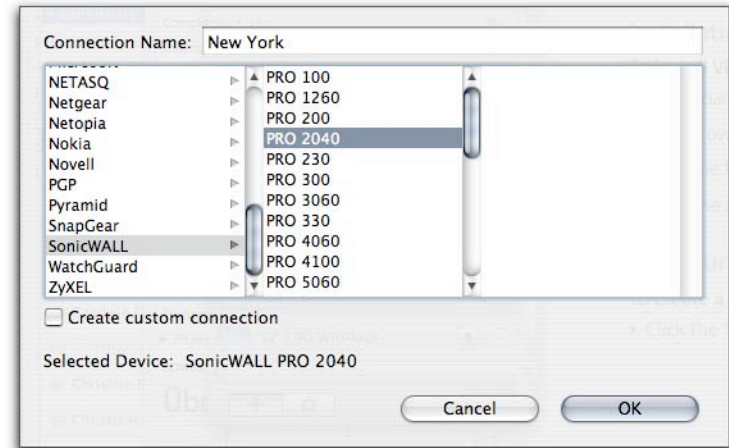 Connection Name: New York
NETASQ
Netgear
Netopia
Nokia
Novell
PGP
Pyramid
SnapGear
SonicWALL
WatchGuard
ZyXEL
PRO 100
PRO 1260
PRO 200
PRO 2040
PRO 230
PRO 300
PRO 3060
PRO 330
PRO 4060
PRO 4100
PRO 5060
Create custom connection
Selected Device: SonicWALL PRO 2040
Cancel
OK